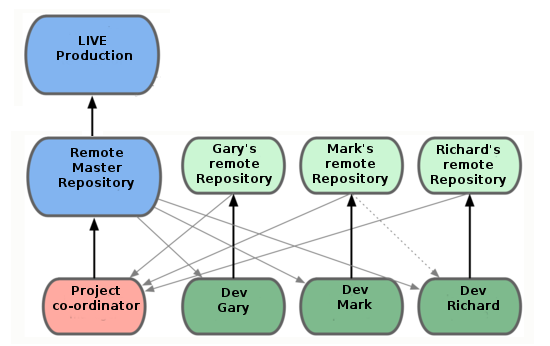 LIVE
Production
Remote
Master
Repository
Gary's
remote
Repository
Mark's
remote
Repository
Richard's
remote
Repository
Project
co-ordinator
Dev
Gary
Dev
Mark
Dev
Richard